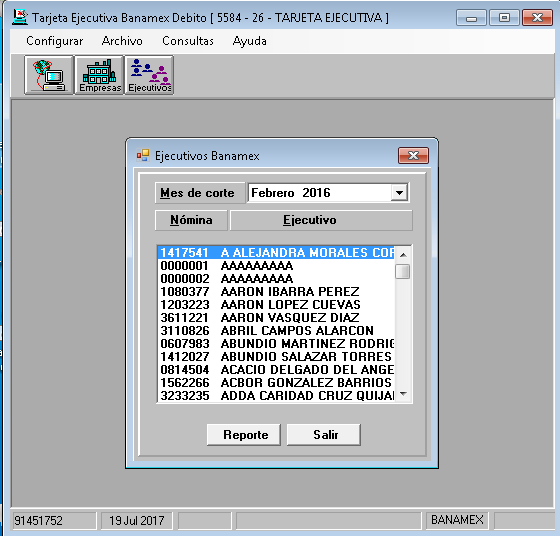 Tarjeta Ejecutiva Banamex Debito [ 5584 - 26 - TARJETA EJECUTIVA ]
Configurar Archivo Consultas Ayuda
Empresas Ejecutivos
Ejecutivos Banamex
Mes de corte Febrero 2016
Nómina Ejecutivo
1417541 A ALEJANDRA MORALES COR
0000001 AAAAAAAAA
0000002 AAAAAAAAA
1080377 AARON IBARRA PEREZ
1203223 AARON LOPEZ CUEVAS
3611221 AARON VASQUEZ DIAZ
3110826 ABRIL CAMPOS ALARCON
0607983 ABUNDIO MARTINEZ RODRIG
1412027 ABUNDIO SALAZAR TORRES
0814504 ACACIO DELGADO DEL ANGE
1562266 ACBOR GONZALEZ BARRIOS
3233235 ADDA CARIDAD CRUZ QUIJA
Reporte Salir
91451752 19 Jul 2017 BANAMEX